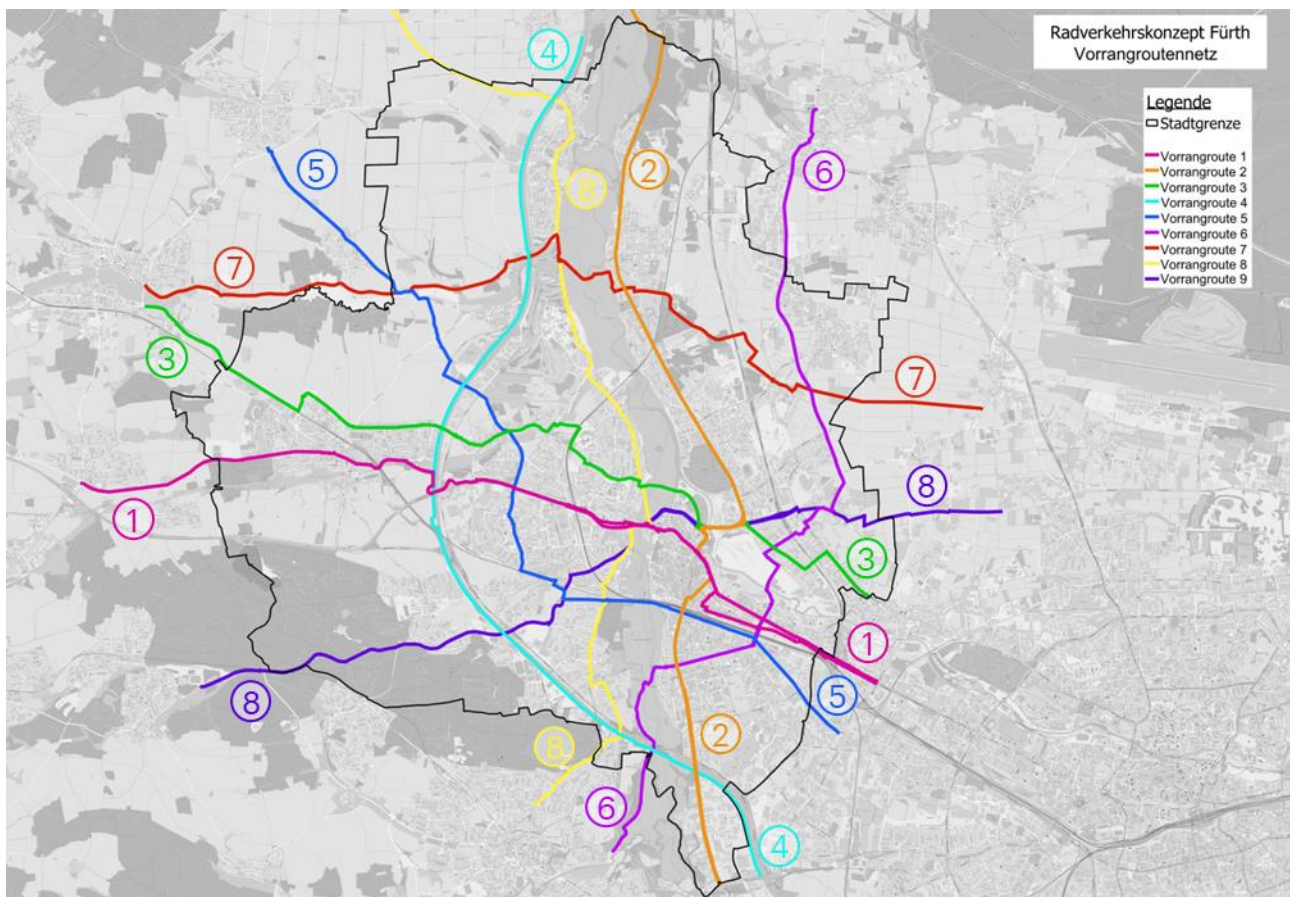 Radverkehrskonzept Fürth
Vorrangroutennetz
Legende
Stadtgrenze
Vorrangroute 1
Vorrangroute 2
Vorrangroute 3
Vorrangroute 4
Vorrangroute 5
Vorrangroute 6
Vorrangroute 7
Vorrangroute 8
Vorrangroute 9
4
5
8
2
6
7
3
7
1
8
3
1
5
8
2
8
6
4